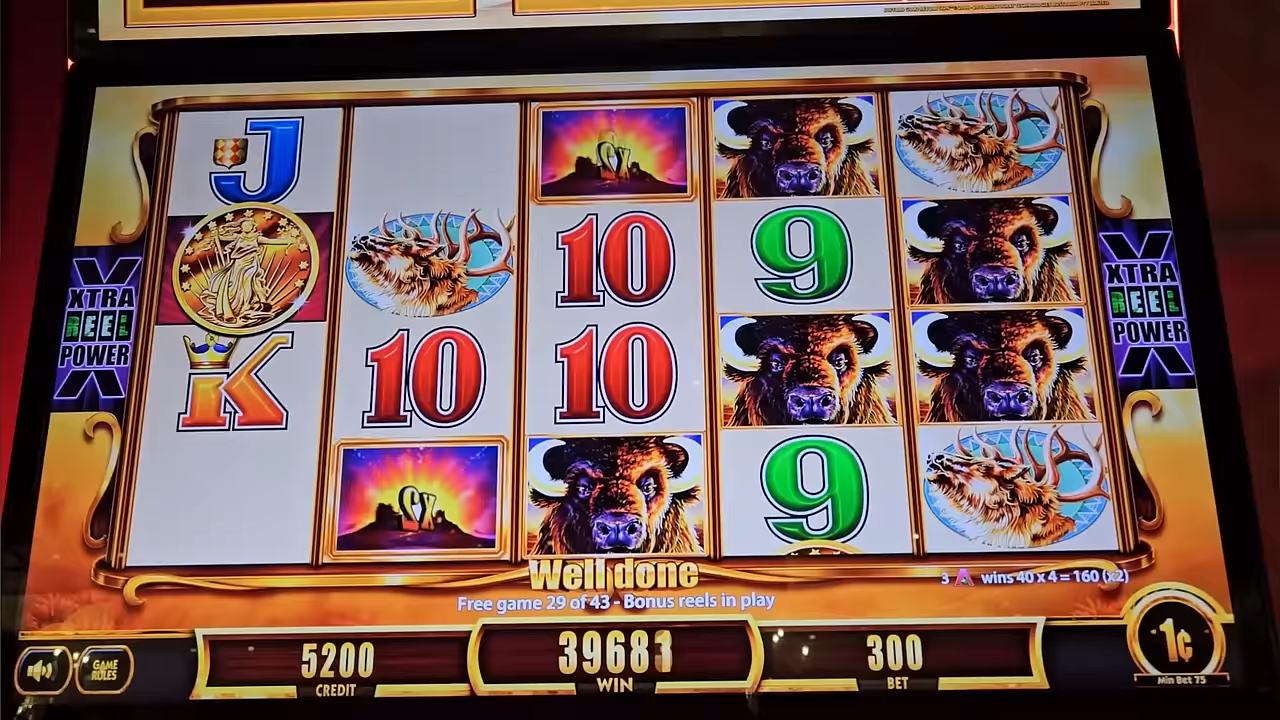 J
10
9
XTRA
REEL
POWER
XTRA
REEL
POWER
K
10
10
9
Well done
Free game 29 of 43 - Bonus reels in play
3 A wins 40 x 4 = 160 (x2)
5200
CREDIT
WIN
300
BET
GAME
RULES
1¢
Min Bet 75